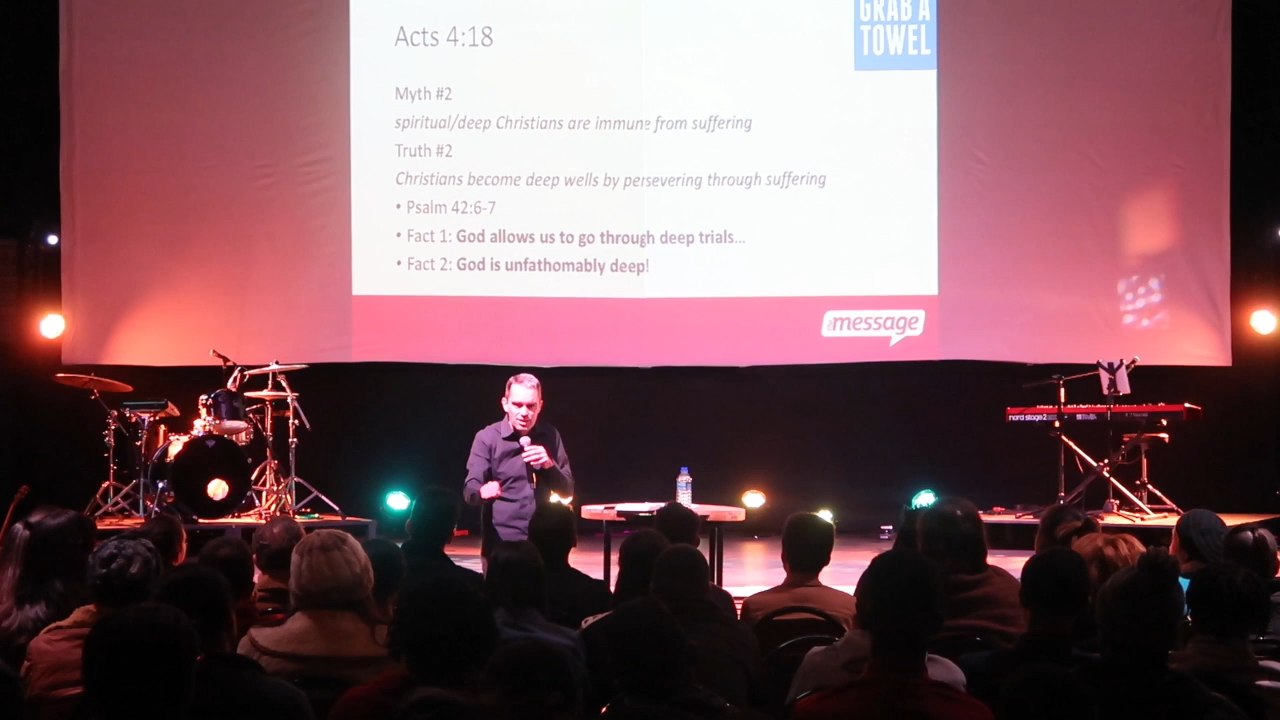 GRAB A
TOWEL
Acts 4:18
Myth #2
spiritual/deep Christians are immune from suffering
Truth #2
Christians become deep wells by persevering through suffering
• Psalm 42:6-7
• Fact 1: God allows us to go through deep trials...
• Fact 2: God is unfathomably deep!
the message
nord stage 2